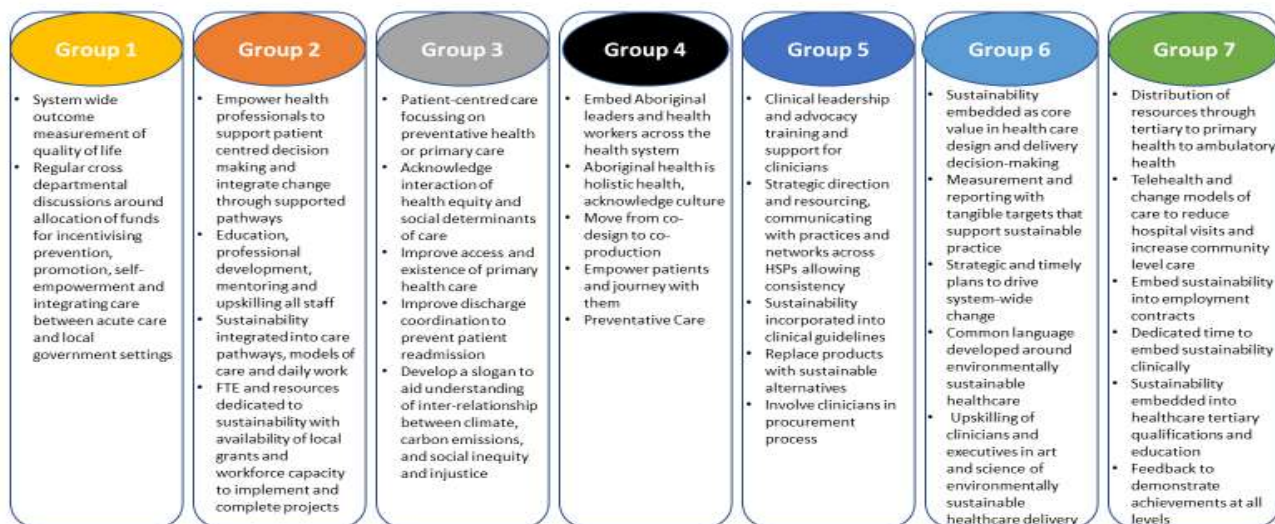 Group 1
• System wide
outcome
measurement of
quality of life
• Regular cross
departmental
discussions around
allocation of funds
for incentivising
prevention,
promotion, self-
empowerment and
integrating care
between acute care
and local
government settings
Group 2
• Empower health
professionals to
support patient
centred decision
making and
integrate change
through supported
pathways
• Education,
professional
development,
mentoring and
upskilling all staff
• Sustainability
integrated into care
pathways, models of
care and daily work
• FTE and resources
dedicated to
sustainability with
availability of local
grants and
workforce capacity
to implement and
complete projects
Group 3
• Patient-centred care
focussing on
preventative health
or primary care
• Acknowledge
interaction of
health equity and
social determinants
of care
• Improve access and
existence of primary
health care
• Improve discharge
coordination to
prevent patient
readmission
• Develop a slogan to
aid understanding
of inter-relationship
between climate,
carbon emissions,
and social inequity
and injustice
Group 4
• Embed Aboriginal
leaders and health
workers across the
health system
• Aboriginal health is
holistic health,
acknowledge culture
• Move from co-
design to co-
production
• Empower patients
and journey with
them
• Preventative Care
Group 5
• Clinical leadership
and advocacy
training and
support for
clinicians
• Strategic direction
and resourcing,
communicating
with practices and
networks across
HSPs allowing
consistency
• Sustainability
incorporated into
clinical guidelines
• Replace products
with sustainable
alternatives
• Involve clinicians in
procurement
process
Group 6
• Sustainability
embedded as core
value in health care
design and delivery
decision-making
• Measurement and
reporting with
tangible targets that
support sustainable
practice
• Strategic and timely
plans to drive
system-wide
change
• Common language
developed around
environmentally
sustainable
healthcare
• Upskilling of
clinicians and
executives in art
and science of
environmentally
sustainable
healthcare delivery
Group 7
• Distribution of
resources through
tertiary to primary
health to ambulatory
health
• Telehealth and
change models of
care to reduce
hospital visits and
increase community
level care
• Embed sustainability
into employment
contracts
• Dedicated time to
embed sustainability
clinically
• Sustainability
embedded into
healthcare tertiary
qualifications and
education
• Feedback to
demonstrate
achievements at all
levels